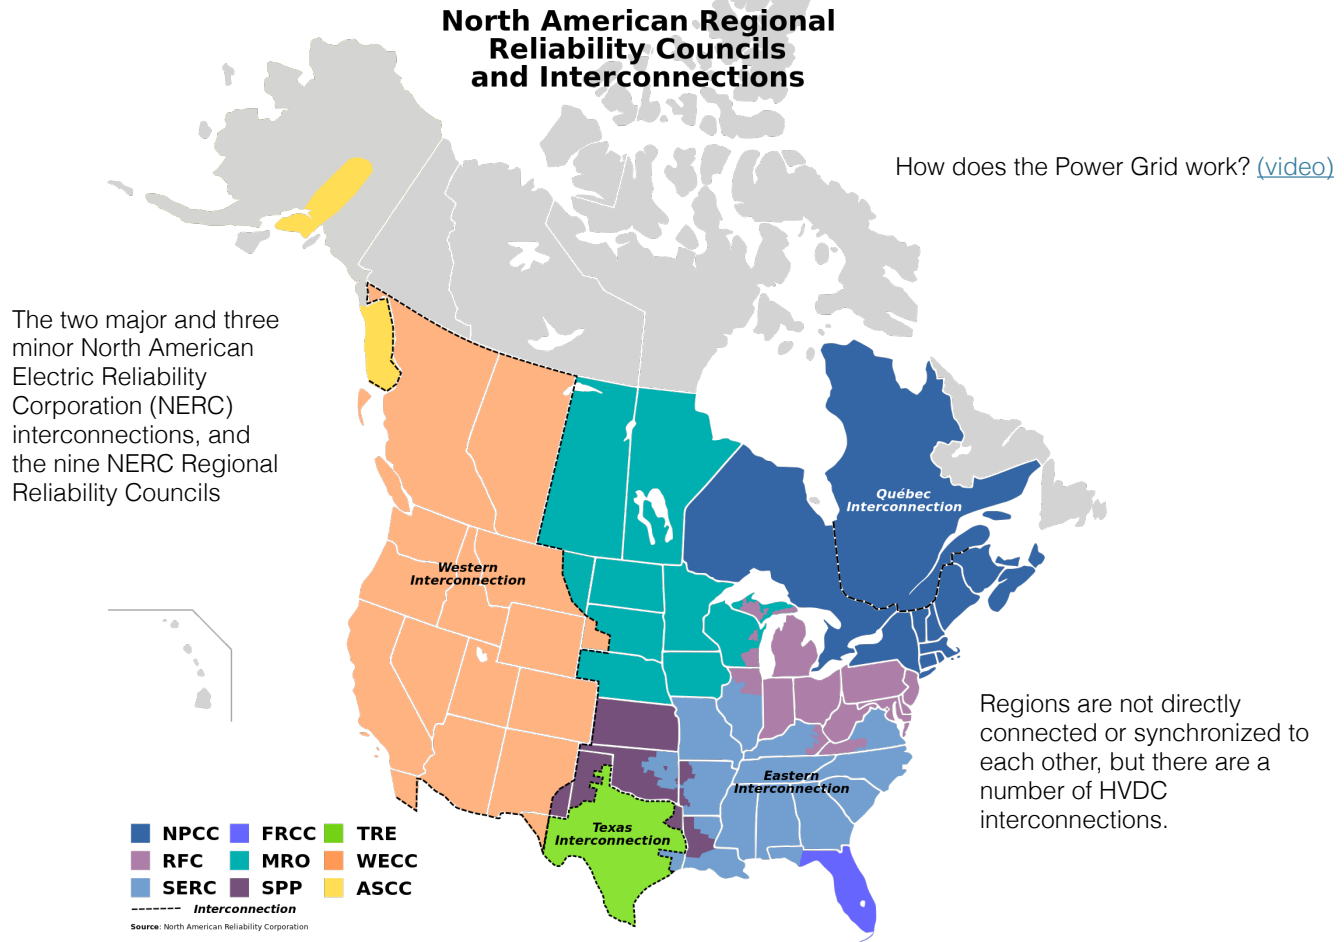 North American Regional
Reliability Councils
and Interconnections
How does the Power Grid work? (video)
The two major and three
minor North American
Electric Reliability
Corporation (NERC)
interconnections, and
the nine NERC Regional
Reliability Councils
Québec
Interconnection
Western
Interconnection
Regions are not directly
connected or synchronized to
each other, but there are a
number of HVDC
interconnections.
Eastern
Interconnection
Texas
Interconnection
NPCC FRCC TRE
RFC MRO WECC
SERC SPP ASCC
Interconnection
Source: North American Reliability Corporation